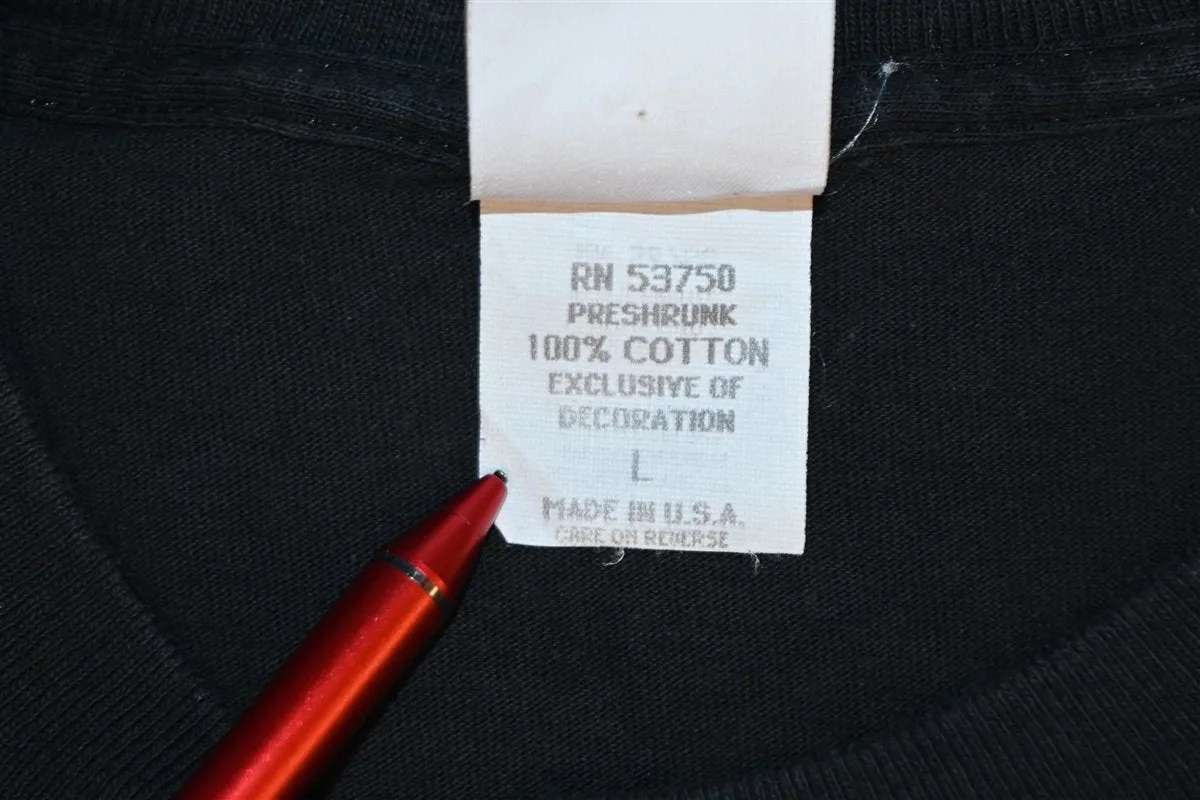 RN 53750
PRESHRUNK
100% COTTON
EXCLUSIVE OF
DECORATION
L
MADE IN U.S.A.
CARE ON REVERSE